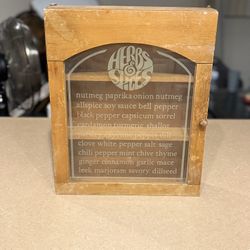 HERBS
& SPICES
nutmeg paprika onion nutmeg
allspice soy sauce bell pepper
black pepper capsicum sorrel
cardamon turmeric shallot
clove white pepper salt sage
chili pepper mint chive thyme
ginger cinnamon garlic mace
leek marjoram savory dillseed